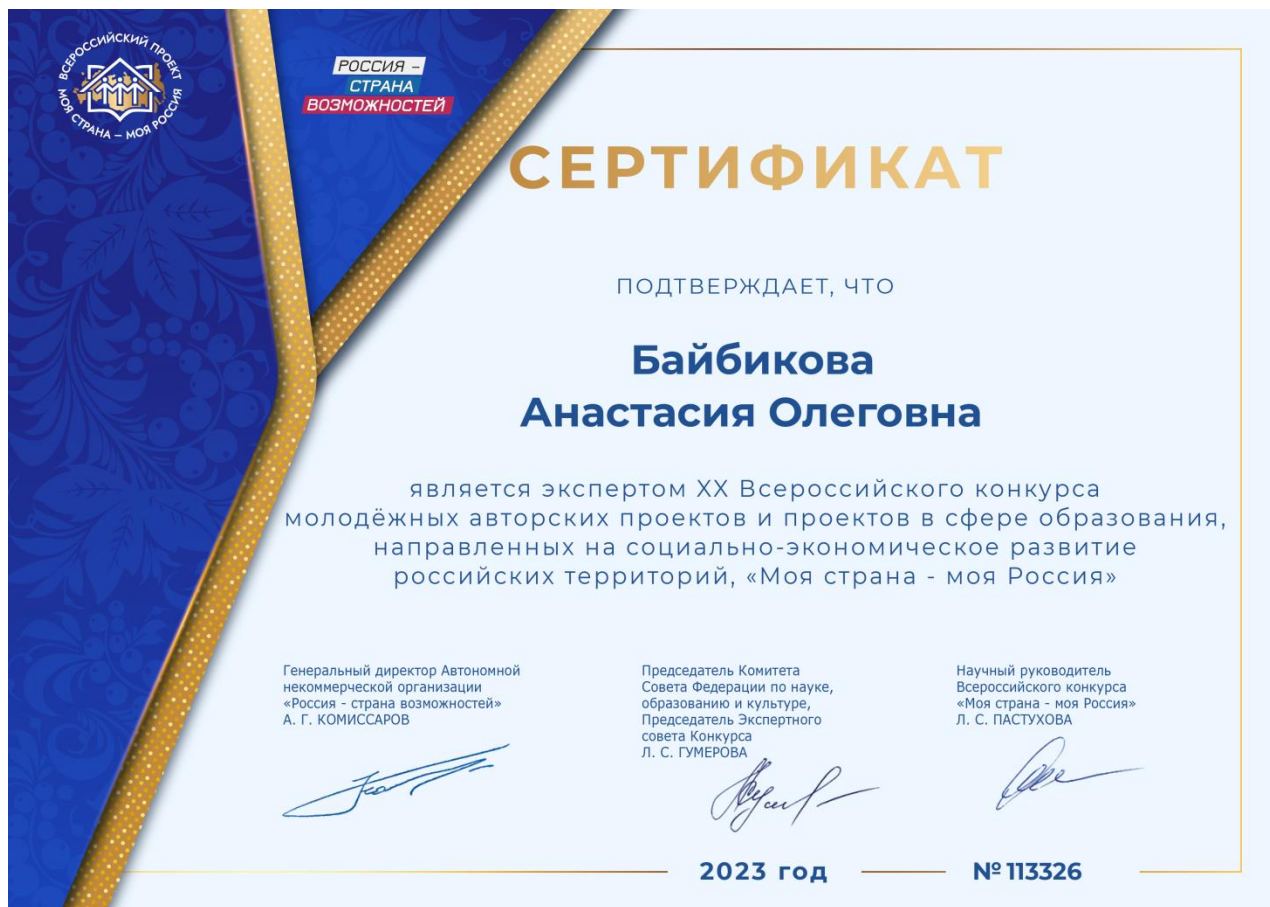 ВСЕРОССИЙСКИЙ ПРОЕКТ
МОЯ СТРАНА – МОЯ РОССИЯ
РОССИЯ –
СТРАНА
ВОЗМОЖНОСТЕЙ
СЕРТИФИКАТ
ПОДТВЕРЖДАЕТ, ЧТО
Байбикова
Анастасия Олеговна
является экспертом XX Всероссийского конкурса
молодёжных авторских проектов и проектов в сфере образования,
направленных на социально-экономическое развитие
российских территорий, «Моя страна - моя Россия»
Генеральный директор Автономной
некоммерческой организации
«Россия - страна возможностей»
А. Г. КОМИССАРОВ
Председатель Комитета
Совета Федерации по науке,
образованию и культуре,
Председатель Экспертного
совета Конкурса
Л. С. ГУМЕРОВА
Научный руководитель
Всероссийского конкурса
«Моя страна - моя Россия»
Л. С. ПАСТУХОВА
2023 год
№ 113326